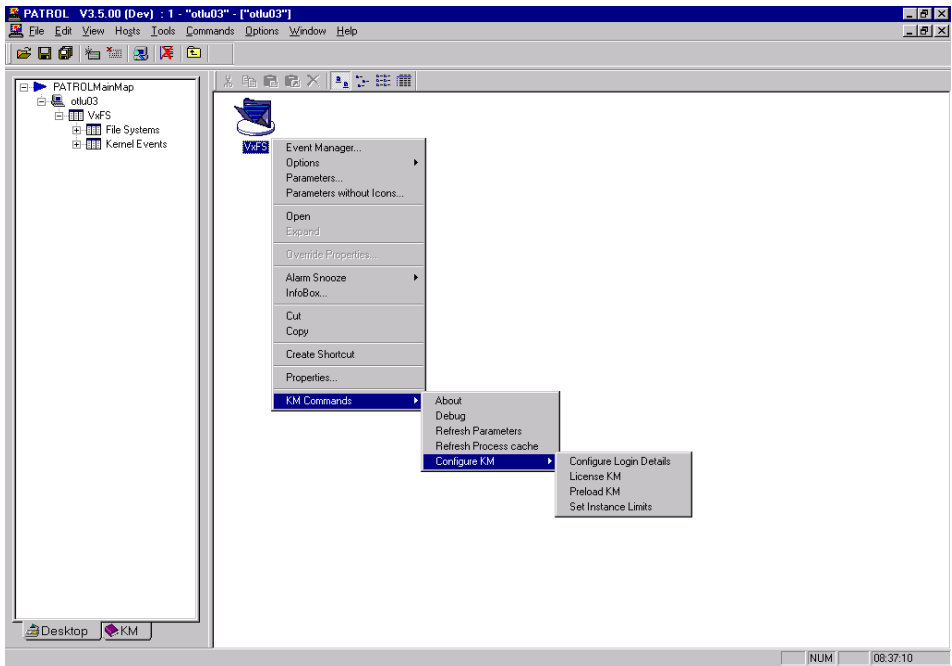 PATROL V3.5.00 (Dev) : 1 - "otlu03" - ["otlu03"]
File Edit View Hosts Tools Commands Options Window Help
PATROLMainMap
otlu03
VxFS
File Systems
Kernel Events
VxFS
Event Manager...
Options
Parameters...
Parameters without Icons...
Open
Expand
Override Properties...
Alarm Snooze
InfoBox...
Cut
Copy
Create Shortcut
Properties...
KM Commands
About
Debug
Refresh Parameters
Refresh Process cache
Configure KM
Configure Login Details
License KM
Preload KM
Set Instance Limits
Desktop KM
NUM 08:37:10